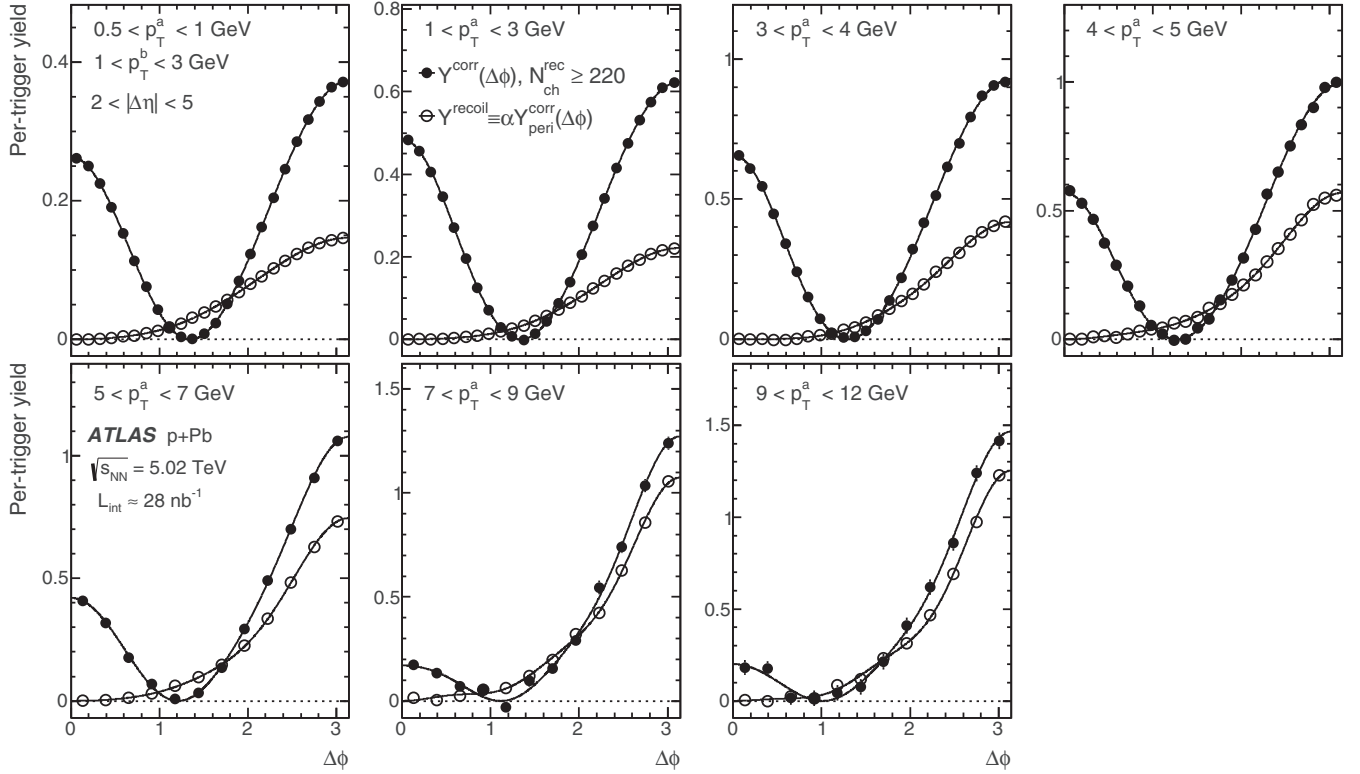 Per-trigger yield
0.5 < p_T^a < 1 GeV
1 < p_T^b < 3 GeV
2 < |Δη| < 5
0.4
0.2
0
0.8
1 < p_T^a < 3 GeV
Y^corr(Δϕ), N_ch^rec ≥ 220
Y^recoil≡αY_peri^corr(Δϕ)
0.6
0.4
0.2
0
3 < p_T^a < 4 GeV
1
0.5
0
4 < p_T^a < 5 GeV
1
0.5
0
Per-trigger yield
5 < p_T^a < 7 GeV
ATLAS p+Pb
√s_NN = 5.02 TeV
L_int ≈ 28 nb^-1
1
0.5
0
0 1 2 3
Δϕ
7 < p_T^a < 9 GeV
1.5
1
0.5
0
0 1 2 3
Δϕ
9 < p_T^a < 12 GeV
1.5
1
0.5
0
0 1 2 3
Δϕ